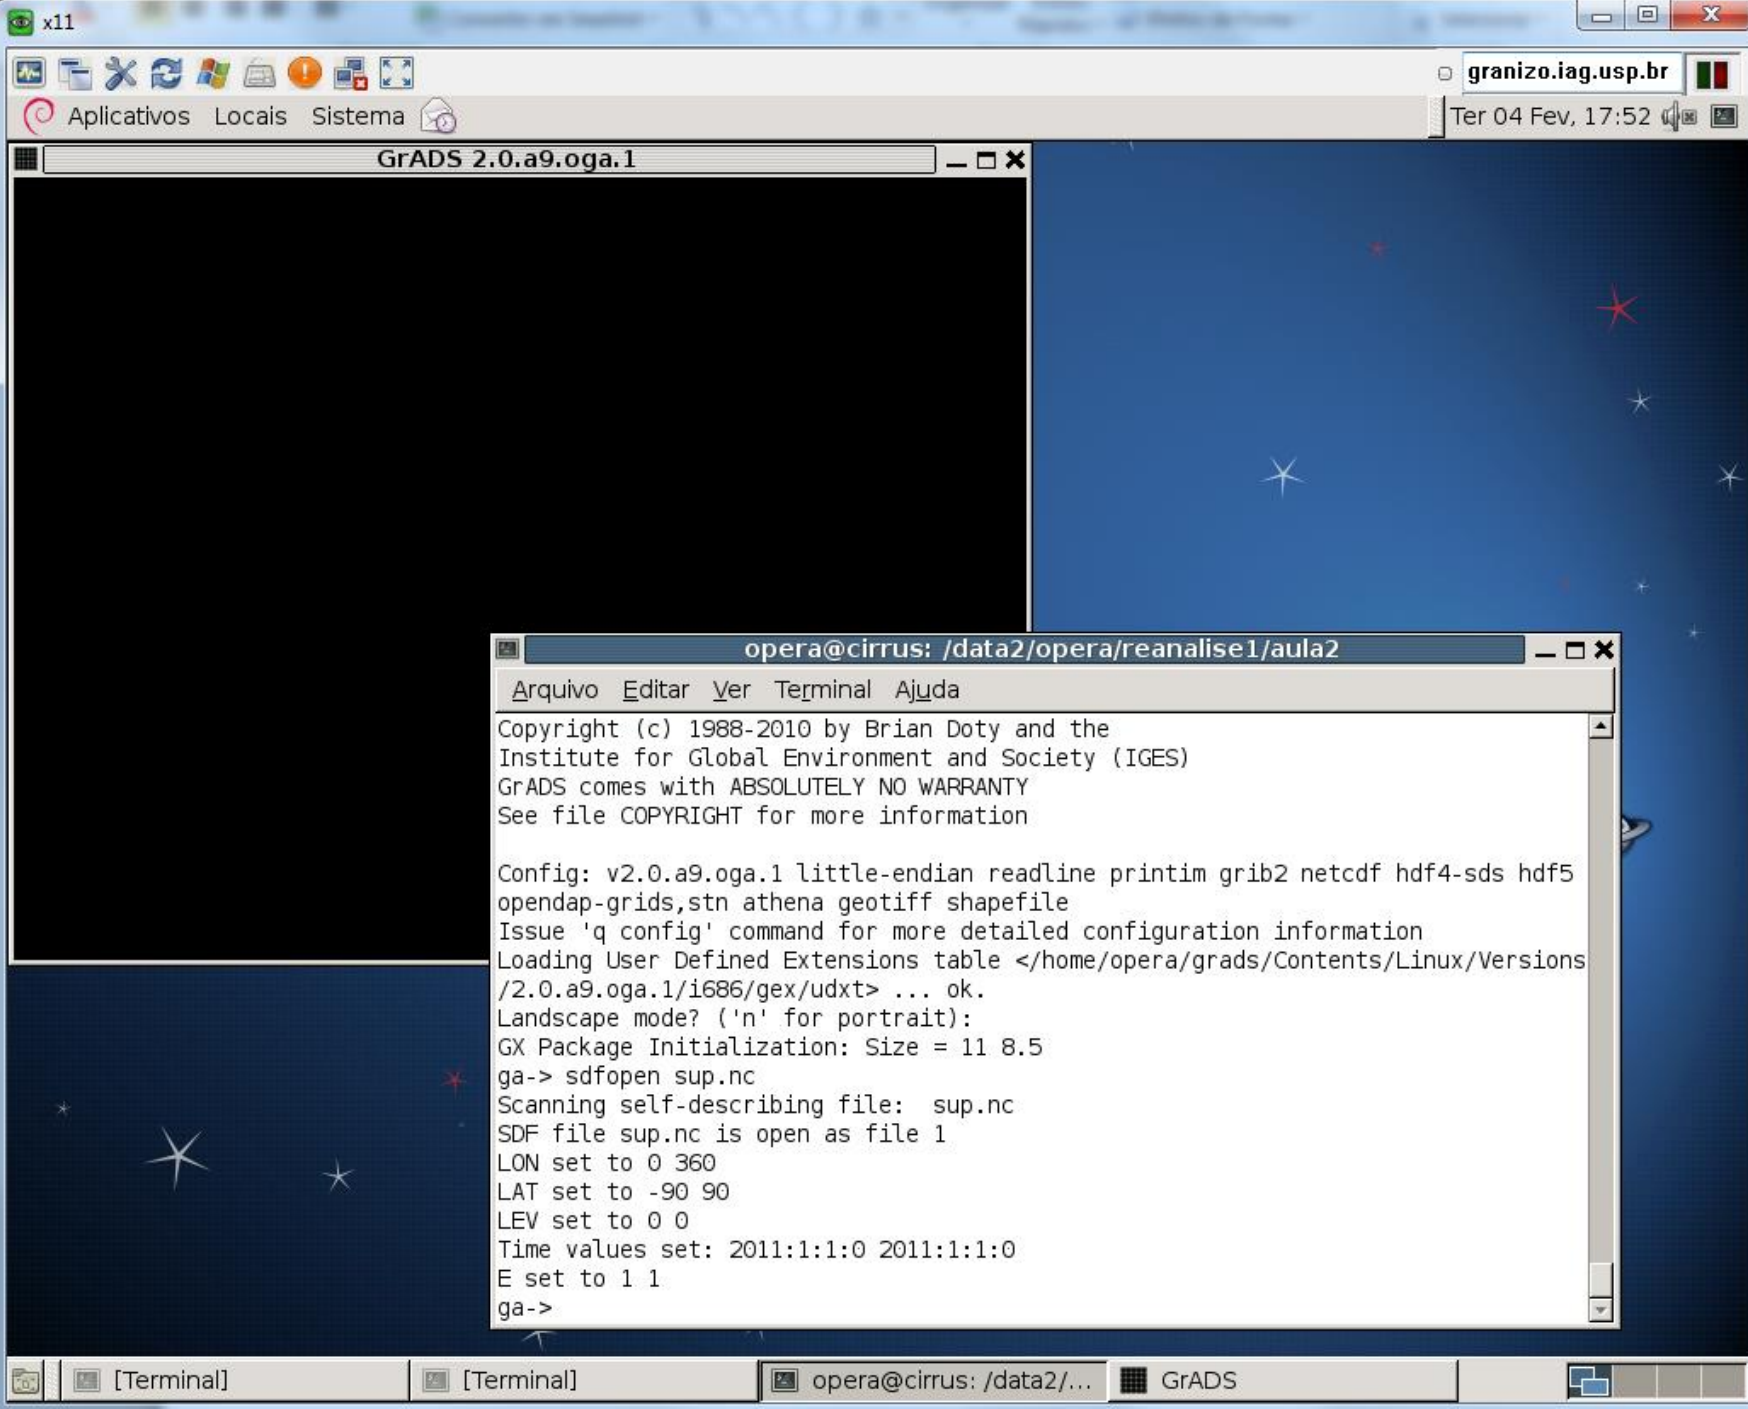 x11
granizo.iag.usp.br
Aplicativos Locais Sistema
Ter 04 Fev, 17:52
GrADS 2.0.a9.oga.1
opera@cirrus: /data2/opera/reanalise1/aula2
Arquivo Editar Ver Terminal Ajuda
Copyright (c) 1988-2010 by Brian Doty and the
Institute for Global Environment and Society (IGES)
GrADS comes with ABSOLUTELY NO WARRANTY
See file COPYRIGHT for more information
Config: v2.0.a9.oga.1 little-endian readline printim grib2 netcdf hdf4-sds hdf5
opendap-grids,stn athena geotiff shapefile
Issue 'q config' command for more detailed configuration information
Loading User Defined Extensions table </home/opera/grads/Contents/Linux/Versions
/2.0.a9.oga.1/i686/gex/udxt> ... ok.
Landscape mode? ('n' for portrait):
GX Package Initialization: Size = 11 8.5
ga-> sdfopen sup.nc
Scanning self-describing file:  sup.nc
SDF file sup.nc is open as file 1
LON set to 0 360
LAT set to -90 90
LEV set to 0 0
Time values set: 2011:1:1:0 2011:1:1:0
E set to 1 1
ga->
[Terminal]
[Terminal]
opera@cirrus: /data2/...
GrADS